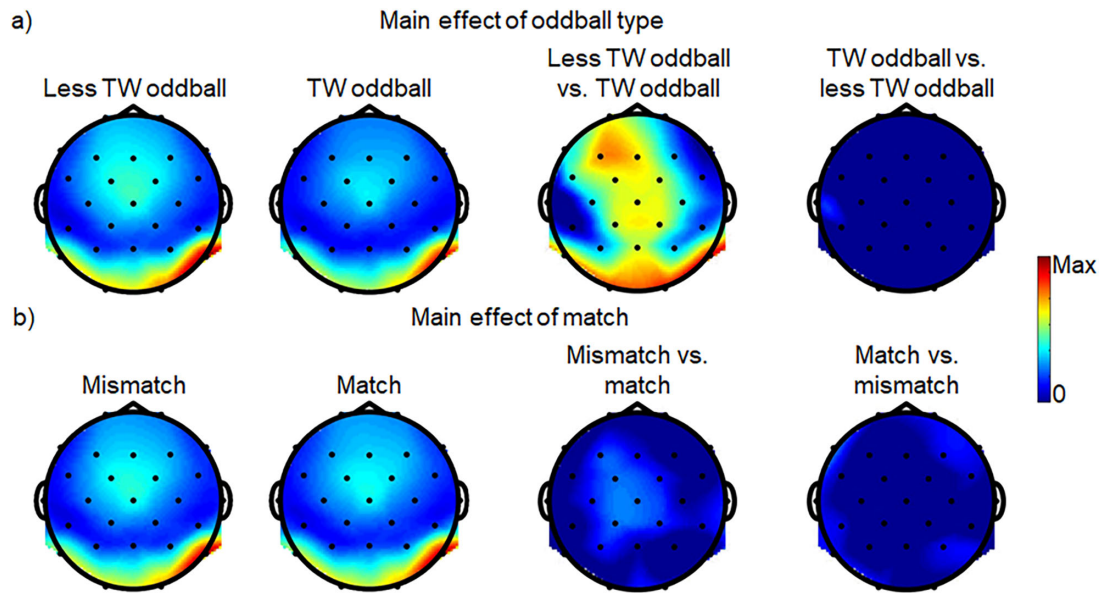 a)
Main effect of oddball type
Less TW oddball
TW oddball
Less TW oddball
vs. TW oddball
TW oddball vs.
less TW oddball
Max
0
b)
Main effect of match
Mismatch
Match
Mismatch vs.
match
Match vs.
mismatch